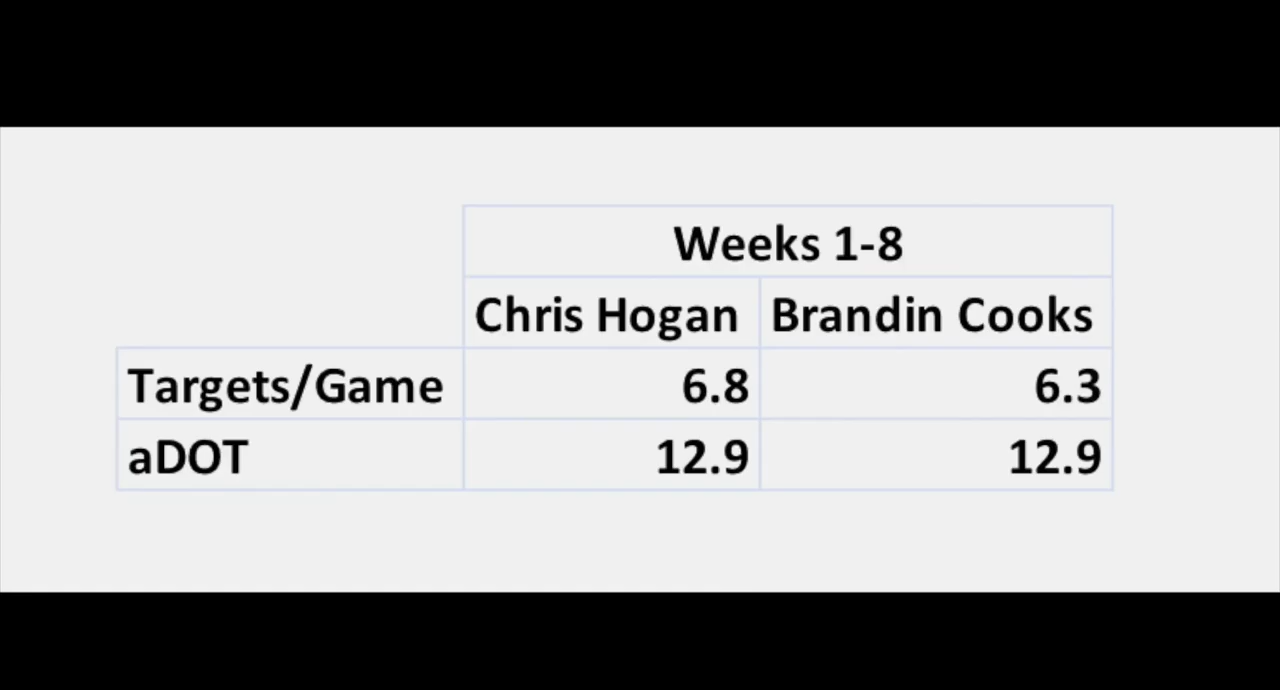 Weeks 1-8
Chris Hogan Brandin Cooks
Targets/Game 6.8 6.3
aDOT 12.9 12.9